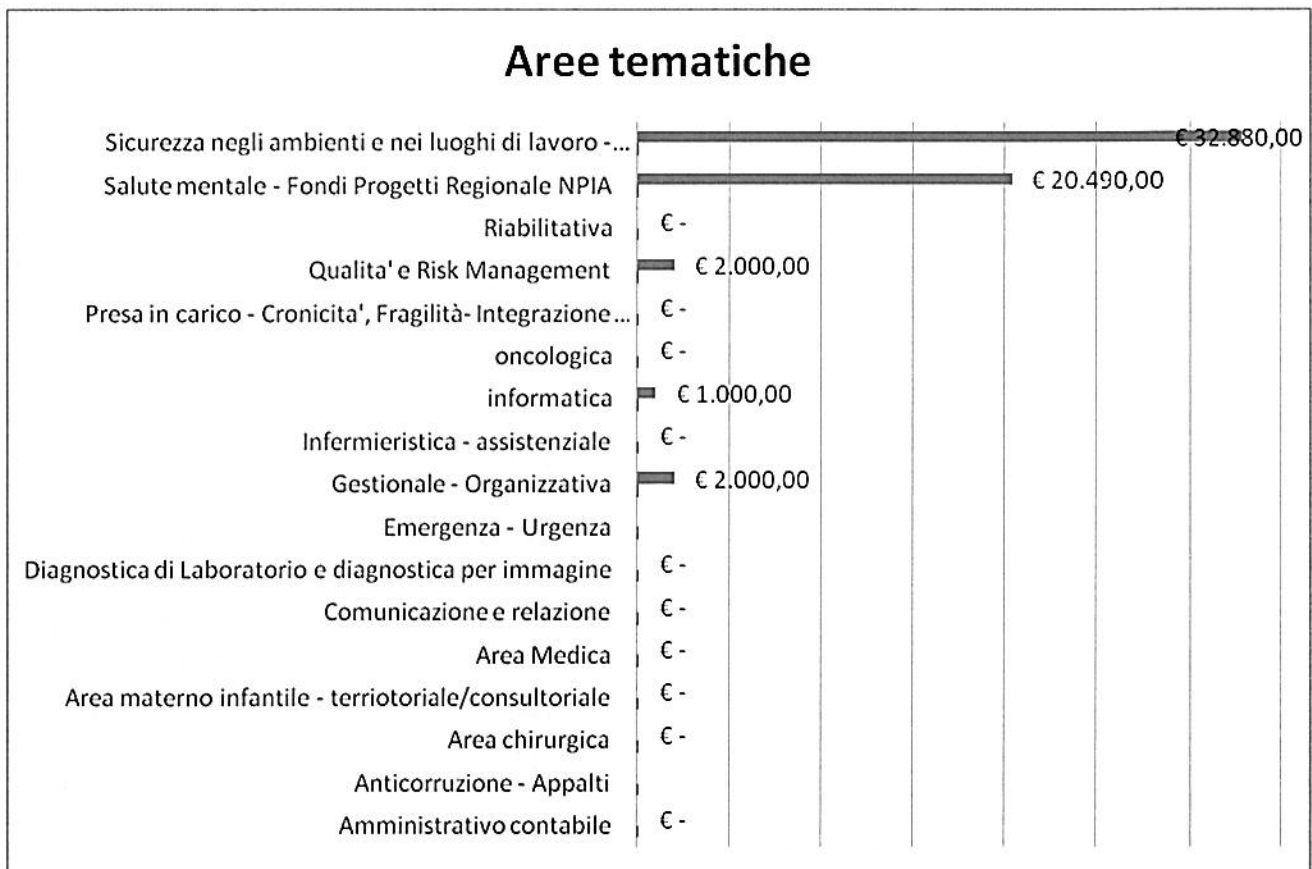 Aree tematiche
Sicurezza negli ambienti e nei luoghi di lavoro -... € 32.880,00
Salute mentale - Fondi Progetti Regionale NPIA € 20.490,00
Riabilitativa € -
Qualita' e Risk Management € 2.000,00
Presa in carico - Cronicita', Fragilità- Integrazione... € -
oncologica € -
informatica € 1.000,00
Infermieristica - assistenziale € -
Gestionale - Organizzativa € 2.000,00
Emergenza - Urgenza
Diagnostica di Laboratorio e diagnostica per immagine € -
Comunicazione e relazione € -
Area Medica € -
Area materno infantile - terriotoriale/consultoriale € -
Area chirurgica € -
Anticorruzione - Appalti
Amministrativo contabile € -